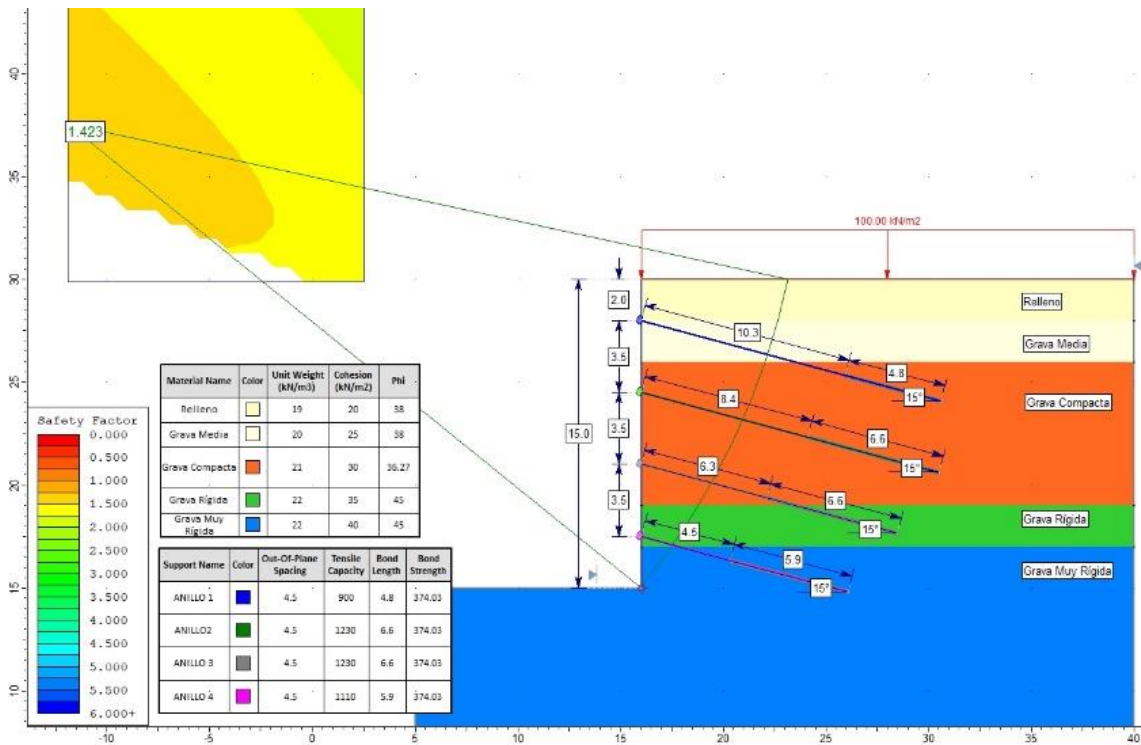 40
35
30
25
20
15
10
1.423
100.00 kN/m2
2.0
3.5
3.5
3.5
15.0
10.3
4.8
15°
8.4
6.6
15°
6.3
6.6
15°
4.5
5.9
15°
Relleno
Grava Media
Grava Compacta
Grava Rígida
Grava Muy Rígida
Material Name Color Unit Weight (kN/m3) Cohesion (kN/m2) Phi
Relleno 19 20 38
Grava Media 20 25 38
Grava Compacta 21 30 36.27
Grava Rígida 22 35 45
Grava Muy Rígida 22 40 45
Support Name Color Out-Of-Plane Spacing Tensile Capacity Bond Length Bond Strength
ANILLO 1 4.5 900 4.8 374.03
ANILLO2 4.5 1230 6.6 374.03
ANILLO 3 4.5 1230 6.6 374.03
ANILLO 4 4.5 1110 5.9 374.03
Safety Factor
0.000
0.500
1.000
1.500
2.000
2.500
3.000
3.500
4.000
4.500
5.000
5.500
6.000+
-10 -5 0 5 10 15 20 25 30 35 40